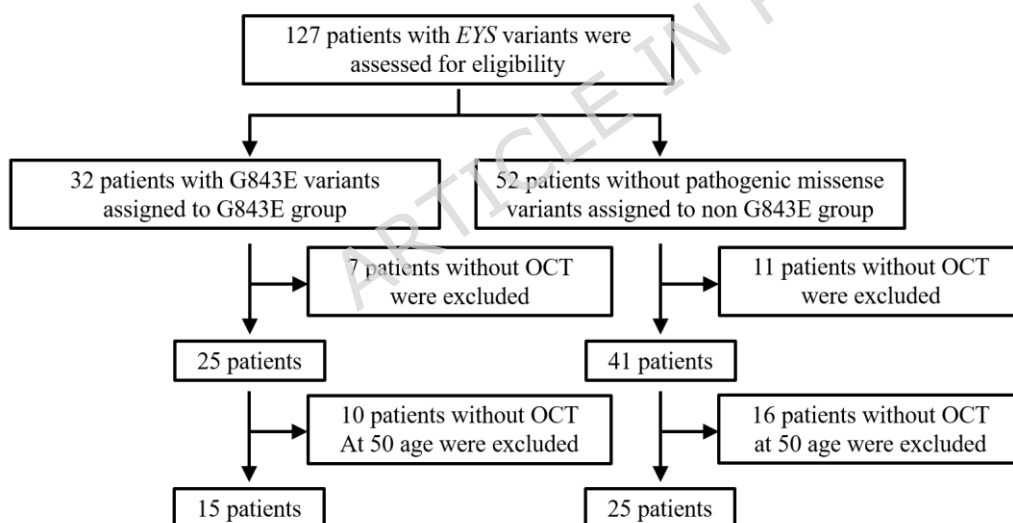 127 patients with EYS variants were
assessed for eligibility
32 patients with G843E variants
assigned to G843E group
52 patients without pathogenic missense
variants assigned to non G843E group
7 patients without OCT
were excluded
11 patients without OCT
were excluded
25 patients
41 patients
10 patients without OCT
At 50 age were excluded
16 patients without OCT
at 50 age were excluded
15 patients
25 patients
ARTICLE IN